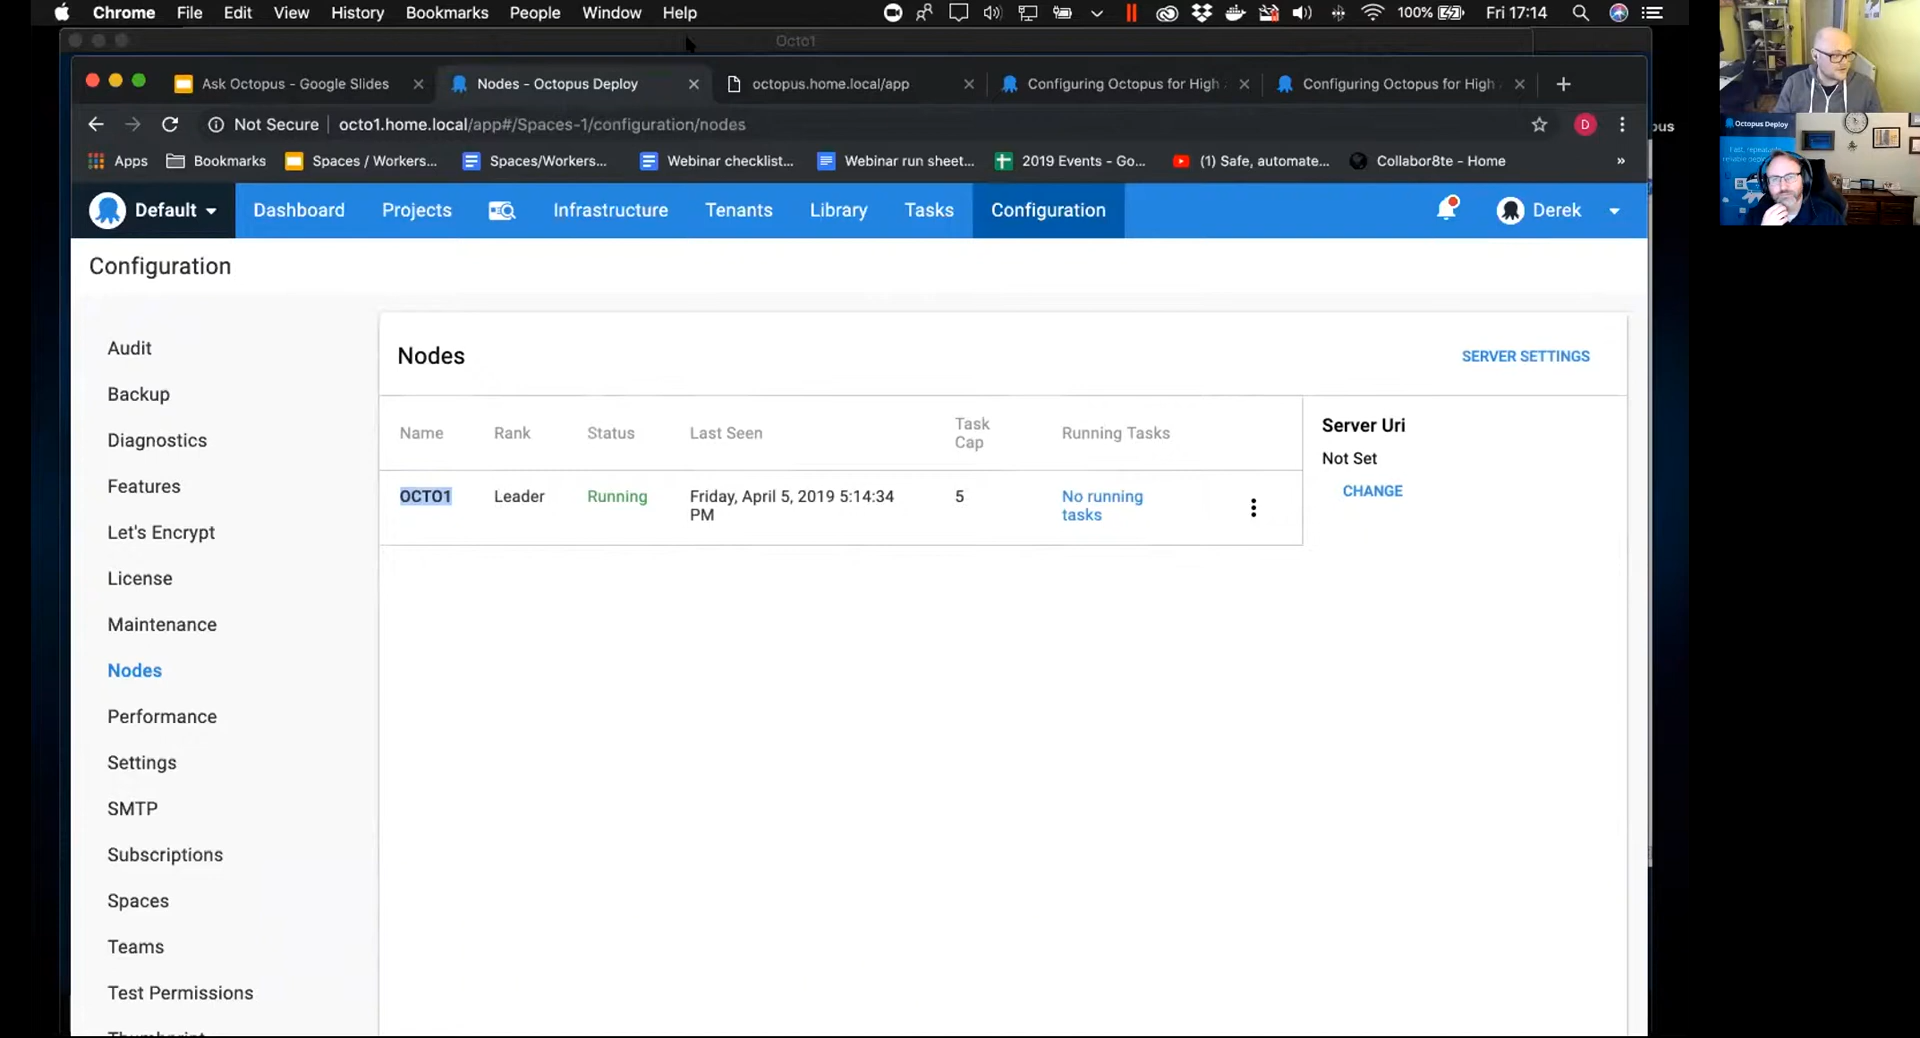 Chrome File Edit View History Bookmarks People Window Help 100% Fri 17:14
Octo1
Ask Octopus - Google Slides Nodes - Octopus Deploy octopus.home.local/app Configuring Octopus for High Configuring Octopus for High
Not Secure octo1.home.local/app#/Spaces-1/configuration/nodes D
Apps Bookmarks Spaces / Workers... Spaces/Workers... Webinar checklist... Webinar run sheet... 2019 Events - Go... (1) Safe, automate... Collabor8te - Home »
Default Dashboard Projects Infrastructure Tenants Library Tasks Configuration Derek
Configuration
Audit
Backup
Diagnostics
Features
Let's Encrypt
License
Maintenance
Nodes
Performance
Settings
SMTP
Subscriptions
Spaces
Teams
Test Permissions
Thumbprint
Nodes
SERVER SETTINGS
Name Rank Status Last Seen Task
Cap Running Tasks
OCTO1 Leader Running Friday, April 5, 2019 5:14:34
PM 5 No running
tasks
Server Uri
Not Set
CHANGE
Octopus Deploy